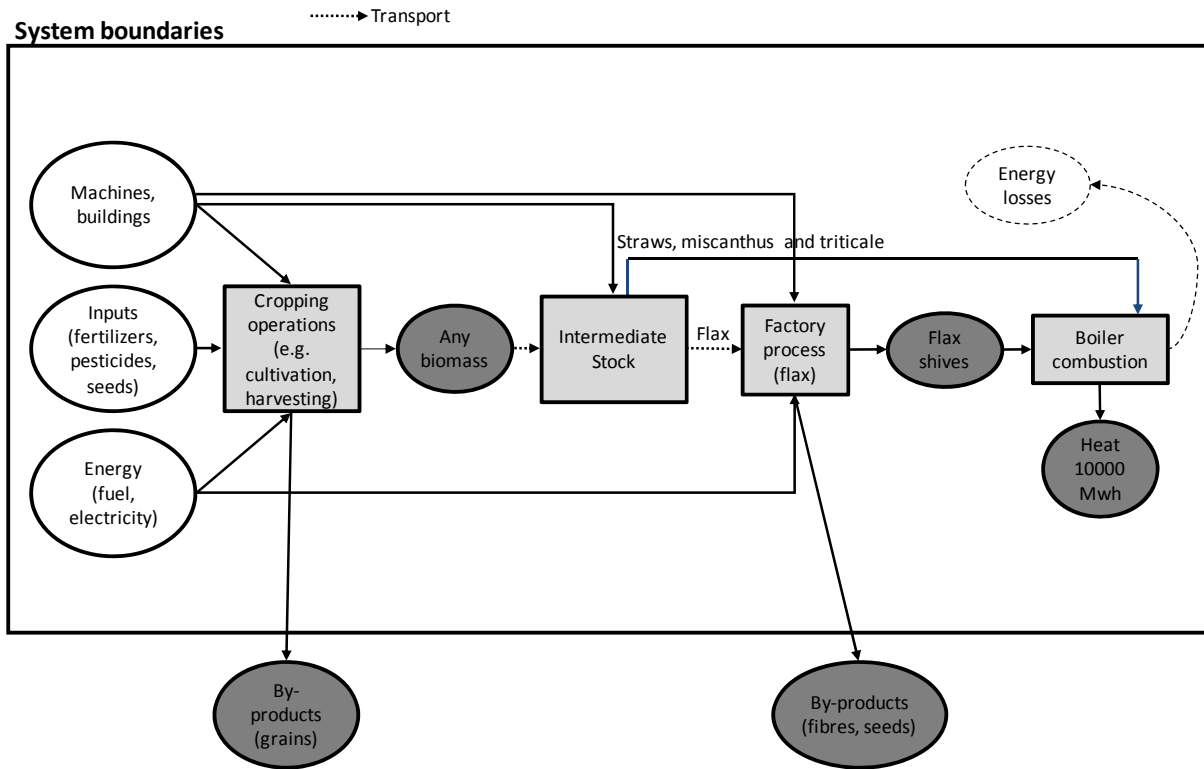 Transport
System boundaries
Machines,
buildings
Energy
losses
Straws, miscanthus and triticale
Inputs
(fertilizers,
pesticides,
seeds)
Cropping
operations
(e.g.
cultivation,
harvesting)
Any
biomass
Intermediate
Stock
Flax
Factory
process
(flax)
Flax
shives
Boiler
combustion
Energy
(fuel,
electricity)
Heat
10000
Mwh
By-
products
(grains)
By-products
(fibres, seeds)